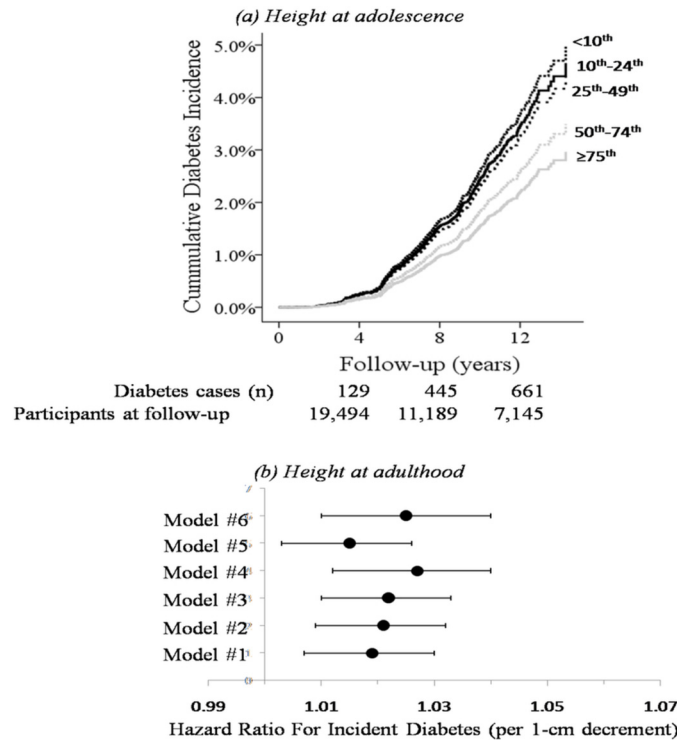 (a) Height at adolescence
Cummulative Diabetes Incidence
5.0%
4.0%
3.0%
2.0%
1.0%
0.0%
<10th
10th-24th
25th-49th
50th-74th
≥75th
0 4 8 12
Follow-up (years)
Diabetes cases (n) 129 445 661
Participants at follow-up 19,494 11,189 7,145
(b) Height at adulthood
Model #6
Model #5
Model #4
Model #3
Model #2
Model #1
0.99 1.01 1.03 1.05 1.07
Hazard Ratio For Incident Diabetes (per 1-cm decrement)